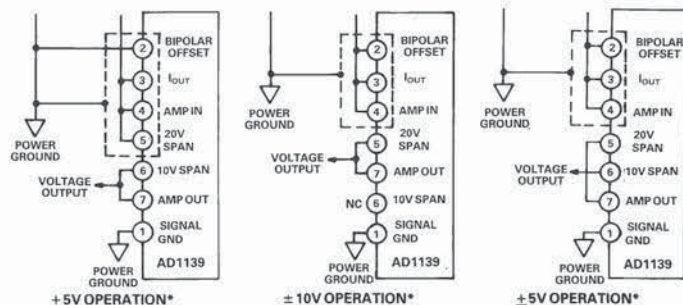 2
BIPOLAR
OFFSET
3
IOUT
4
AMP IN
5
20V
SPAN
POWER
GROUND
6
10V SPAN
VOLTAGE
OUTPUT
7
AMP OUT
1
SIGNAL
GND
POWER
GROUND
AD1139
+5V OPERATION*
2
BIPOLAR
OFFSET
3
IOUT
4
AMP IN
POWER
GROUND
5
20V
SPAN
VOLTAGE
OUTPUT
7
AMP OUT
NC
6
10V SPAN
1
SIGNAL
GND
POWER
GROUND
AD1139
±10V OPERATION*
2
BIPOLAR
OFFSET
3
IOUT
4
AMP IN
POWER
GROUND
5
20V
SPAN
VOLTAGE
OUTPUT
6
10V SPAN
7
AMP OUT
1
SIGNAL
GND
POWER
GROUND
AD1139
±5V OPERATION*